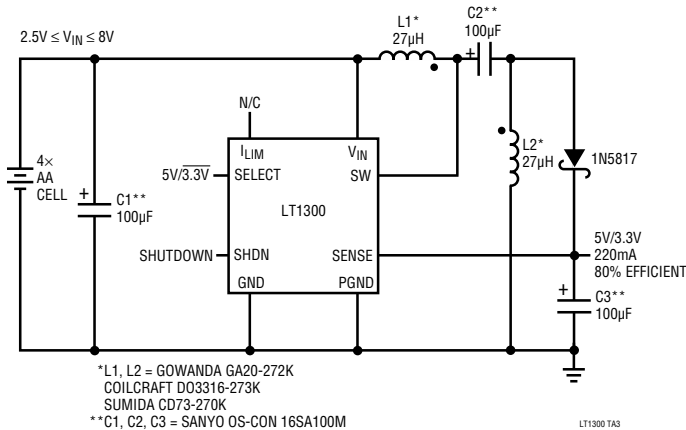 2.5V ≤ VIN ≤ 8V
L1*
27µH
C2**
100µF
+
N/C
ILIM
VIN
5V/3.3V
SELECT
SW
4×
AA
CELL
+
C1**
100µF
LT1300
L2*
27µH
1N5817
SHUTDOWN
SHDN
SENSE
GND
PGND
5V/3.3V
220mA
80% EFFICIENT
+
C3**
100µF
*L1, L2 = GOWANDA GA20-272K
COILCRAFT DO3316-273K
SUMIDA CD73-270K
**C1, C2, C3 = SANYO OS-CON 16SA100M
LT1300 TA3